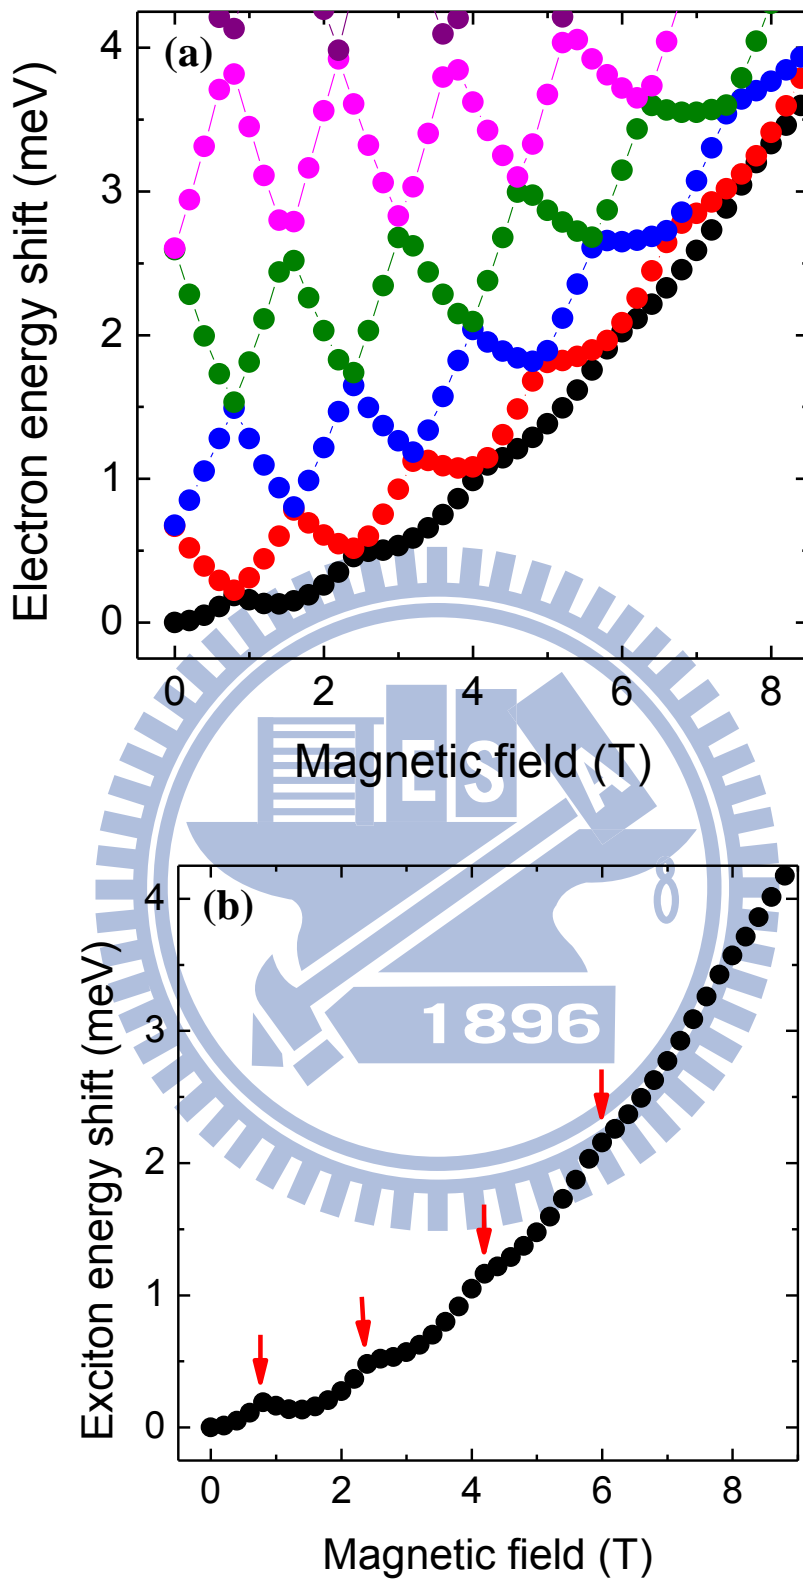 (a)
Electron energy shift (meV)
4
3
2
1
0
0 2 4 6 8
Magnetic field (T)
E S
(b)
Exciton energy shift (meV)
4
3
2
1
0
1896
0 2 4 6 8
Magnetic field (T)